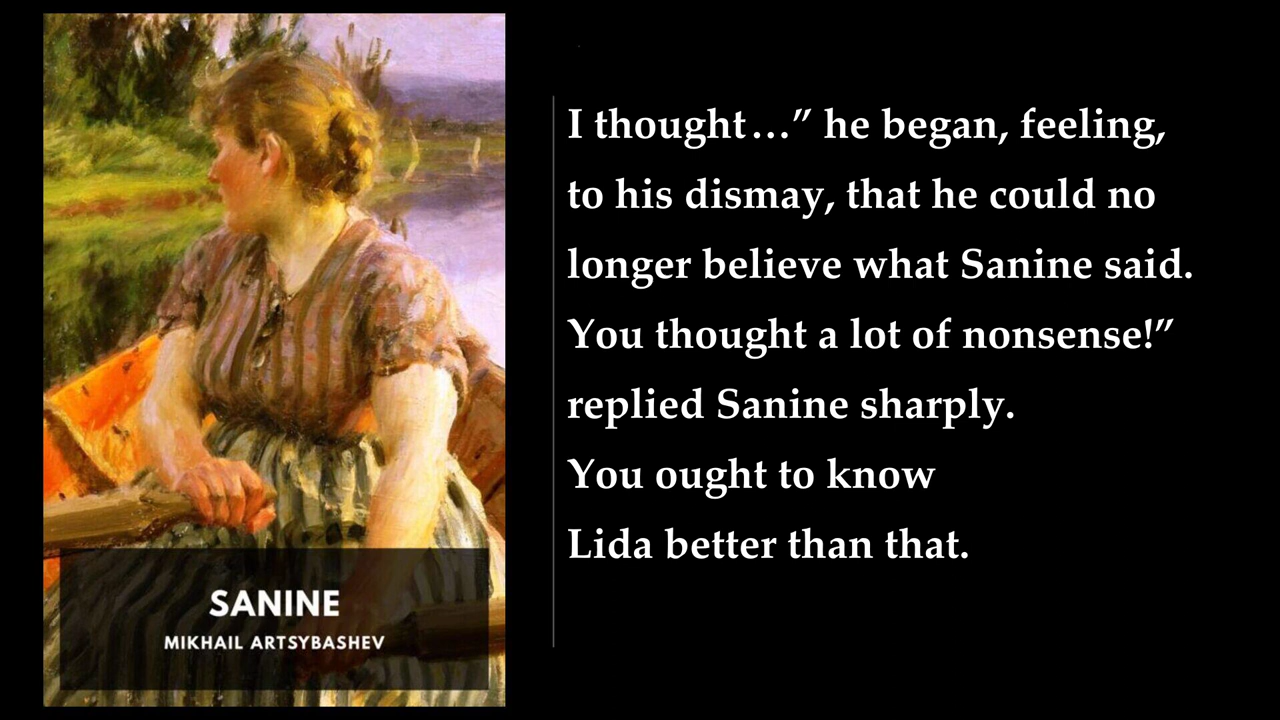 SANINE
MIKHAIL ARTSYBASHEV
I thought…” he began, feeling,
to his dismay, that he could no
longer believe what Sanine said.
You thought a lot of nonsense!”
replied Sanine sharply.
You ought to know
Lida better than that.